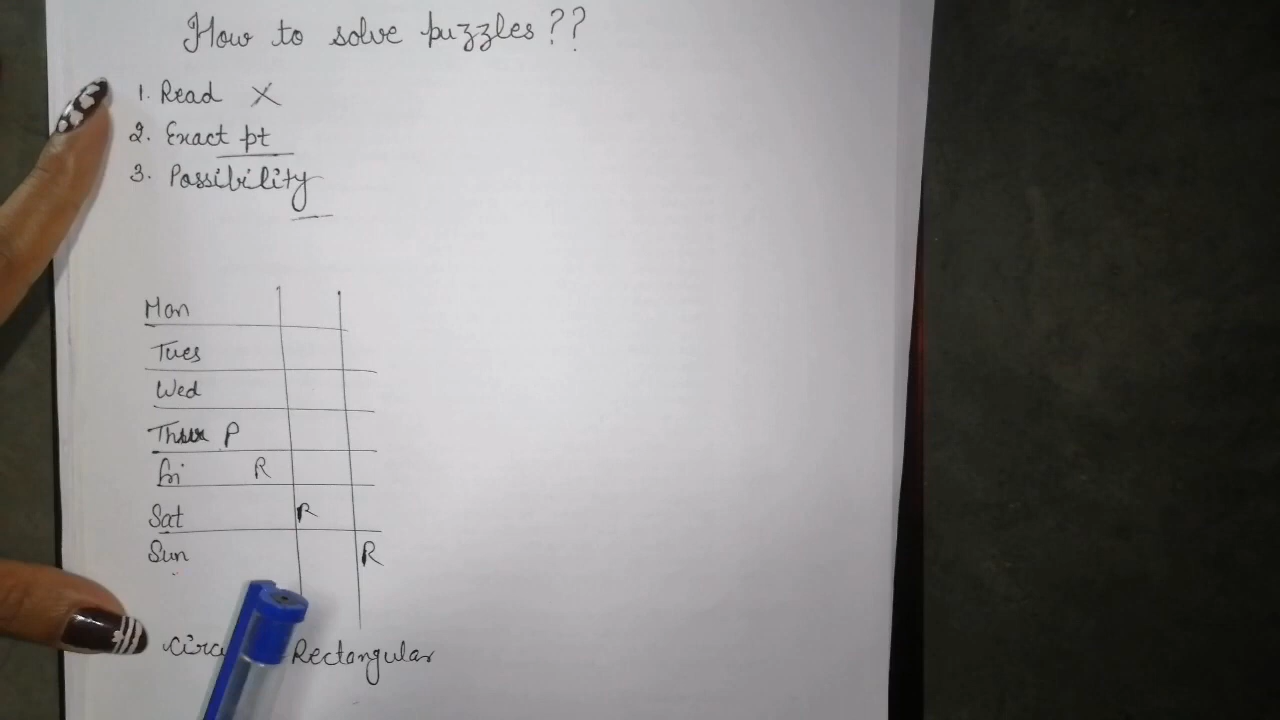 How to solve puzzles??
1. Read X
2. Exact pt
3. Possibility
Mon
Tues
Wed
Thur P
Fri R
Sat R
Sun R
Rectangular